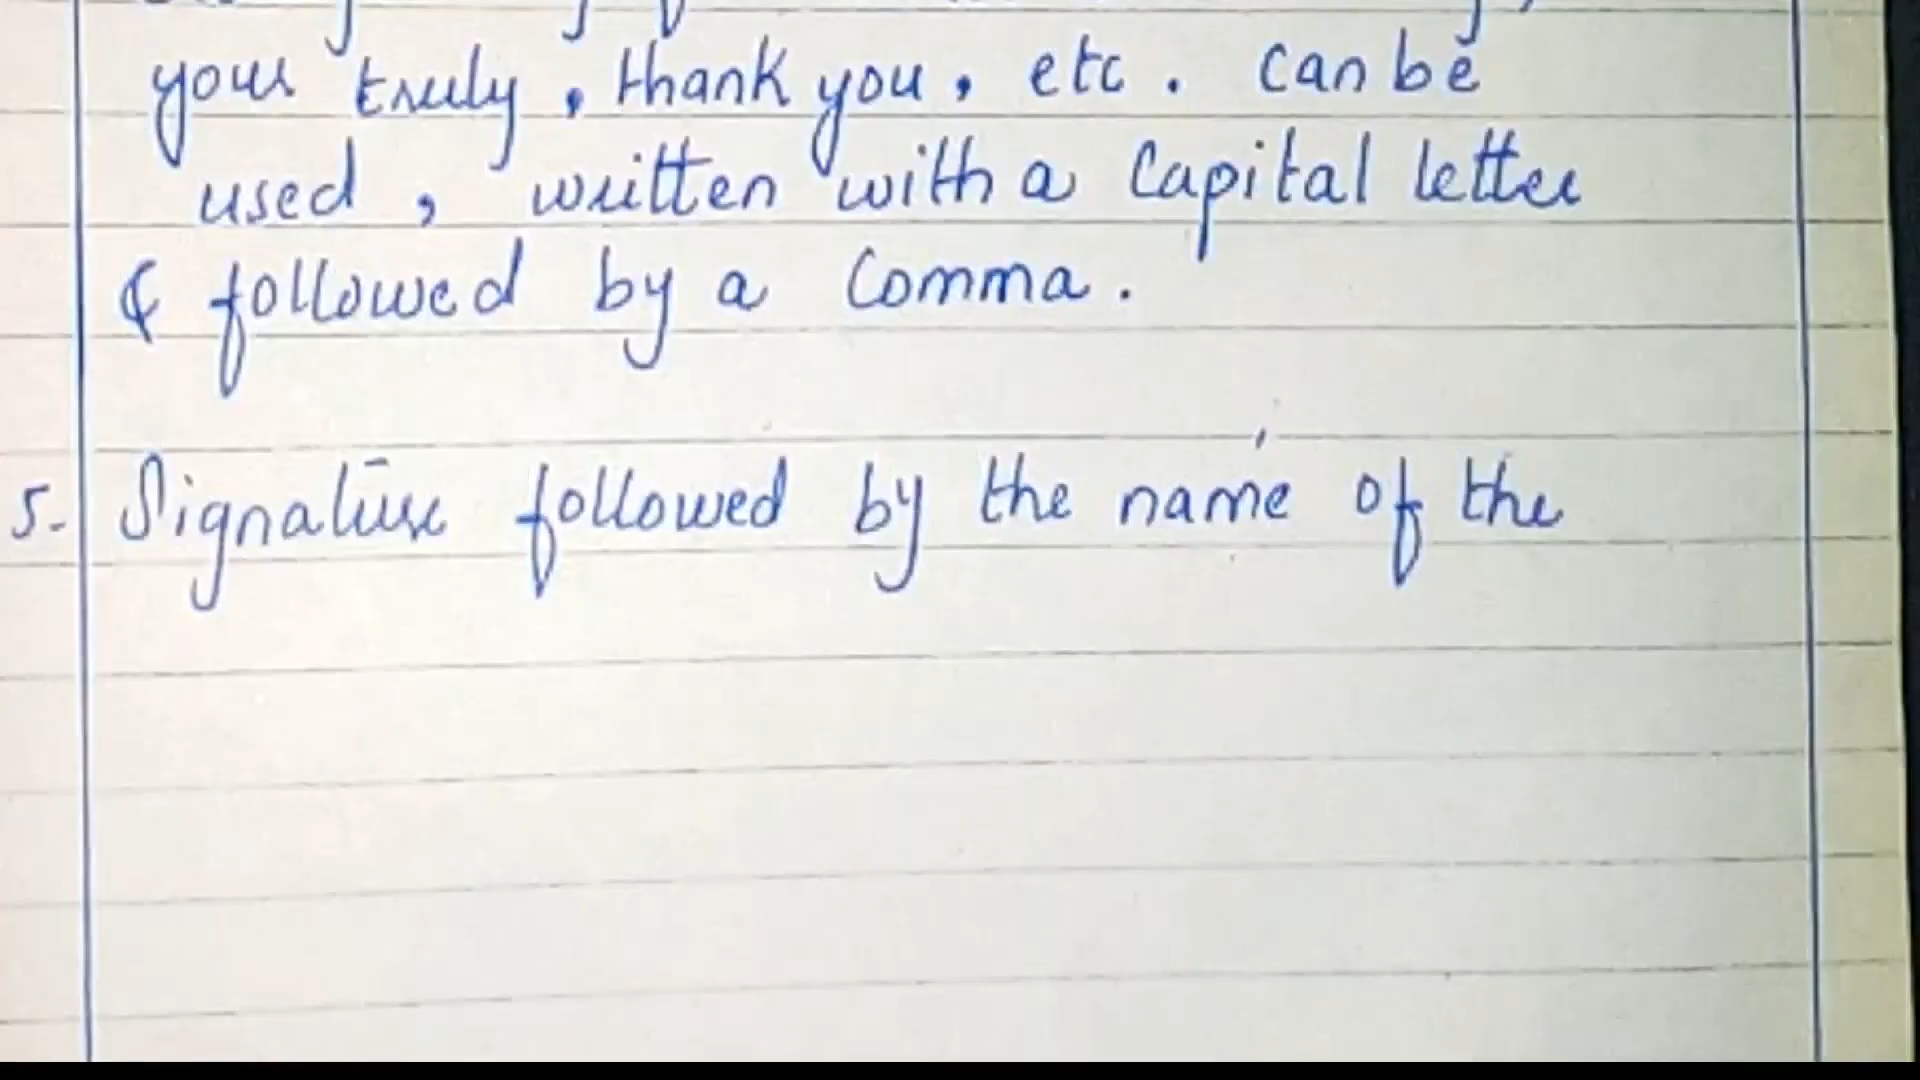 your truly, thank you, etc. can be
used, written with a Capital letter
& followed by a Comma.
5. Signature followed by the name of the